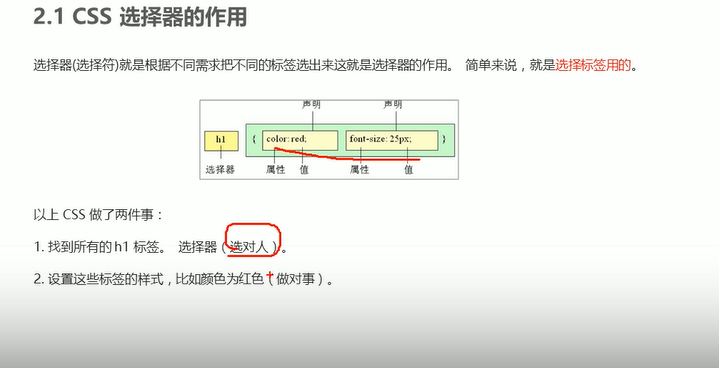 2.1 CSS 选择器的作用
选择器(选择符)就是根据不同需求把不同的标签选出来这就是选择器的作用。 简单来说，就是选择标签用的。
声明 声明
h1 { color: red; font-size: 25px; }
选择器 属性 值 属性 值
以上 CSS 做了两件事：
1. 找到所有的 h1 标签。 选择器（选对人）。
2. 设置这些标签的样式，比如颜色为红色（做对事）。